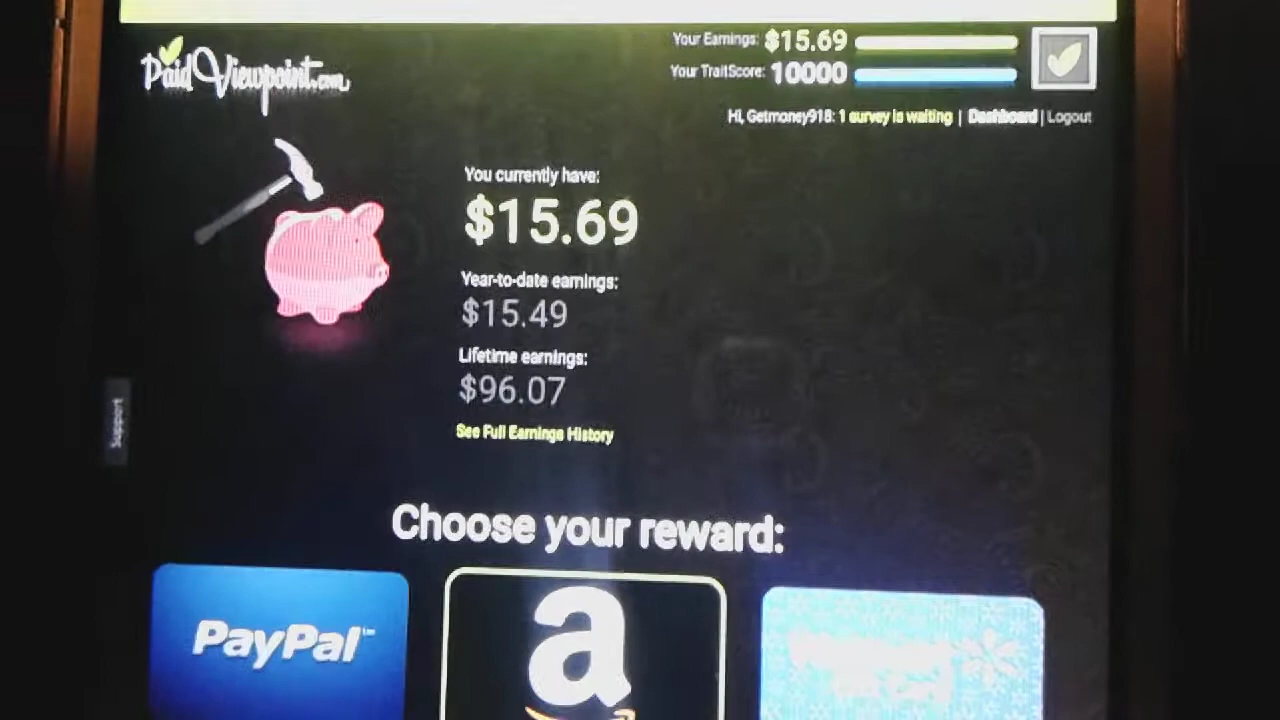 PaidViewpoint.com
Your Earnings: $15.69
Your TraitScore: 10000
Hi, Getmoney918: 1 survey is waiting | Dashboard | Logout
You currently have:
$15.69
Year-to-date earnings:
$15.49
Lifetime earnings:
$96.07
See Full Earnings History
Support
Choose your reward:
PayPal™
a